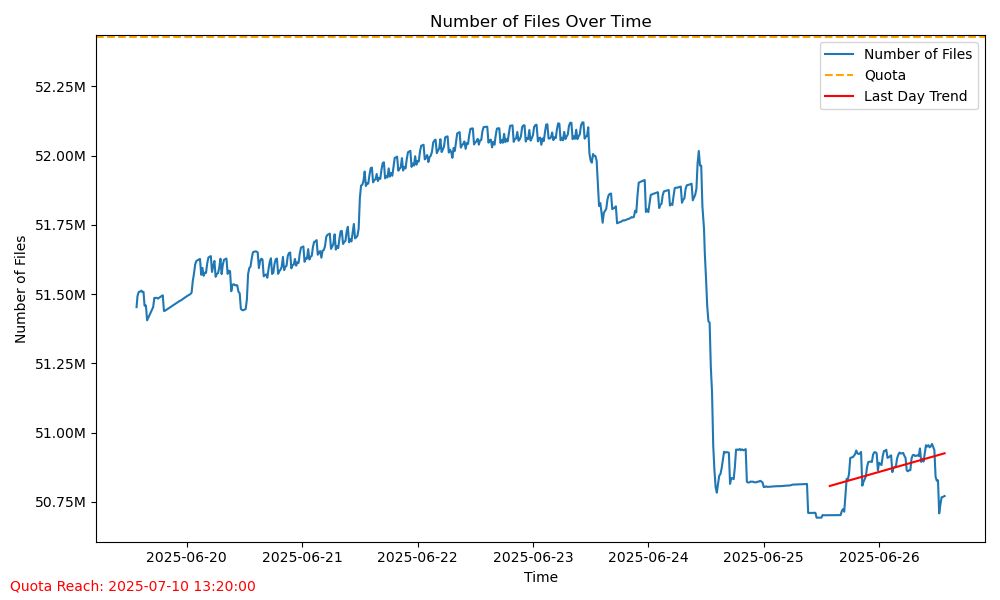 Number of Files Over Time
Number of Files
Quota
Last Day Trend
52.25M
52.00M
51.75M
51.50M
51.25M
51.00M
50.75M
Number of Files
2025-06-20
2025-06-21
2025-06-22
2025-06-23
2025-06-24
2025-06-25
2025-06-26
Time
Quota Reach: 2025-07-10 13:20:00